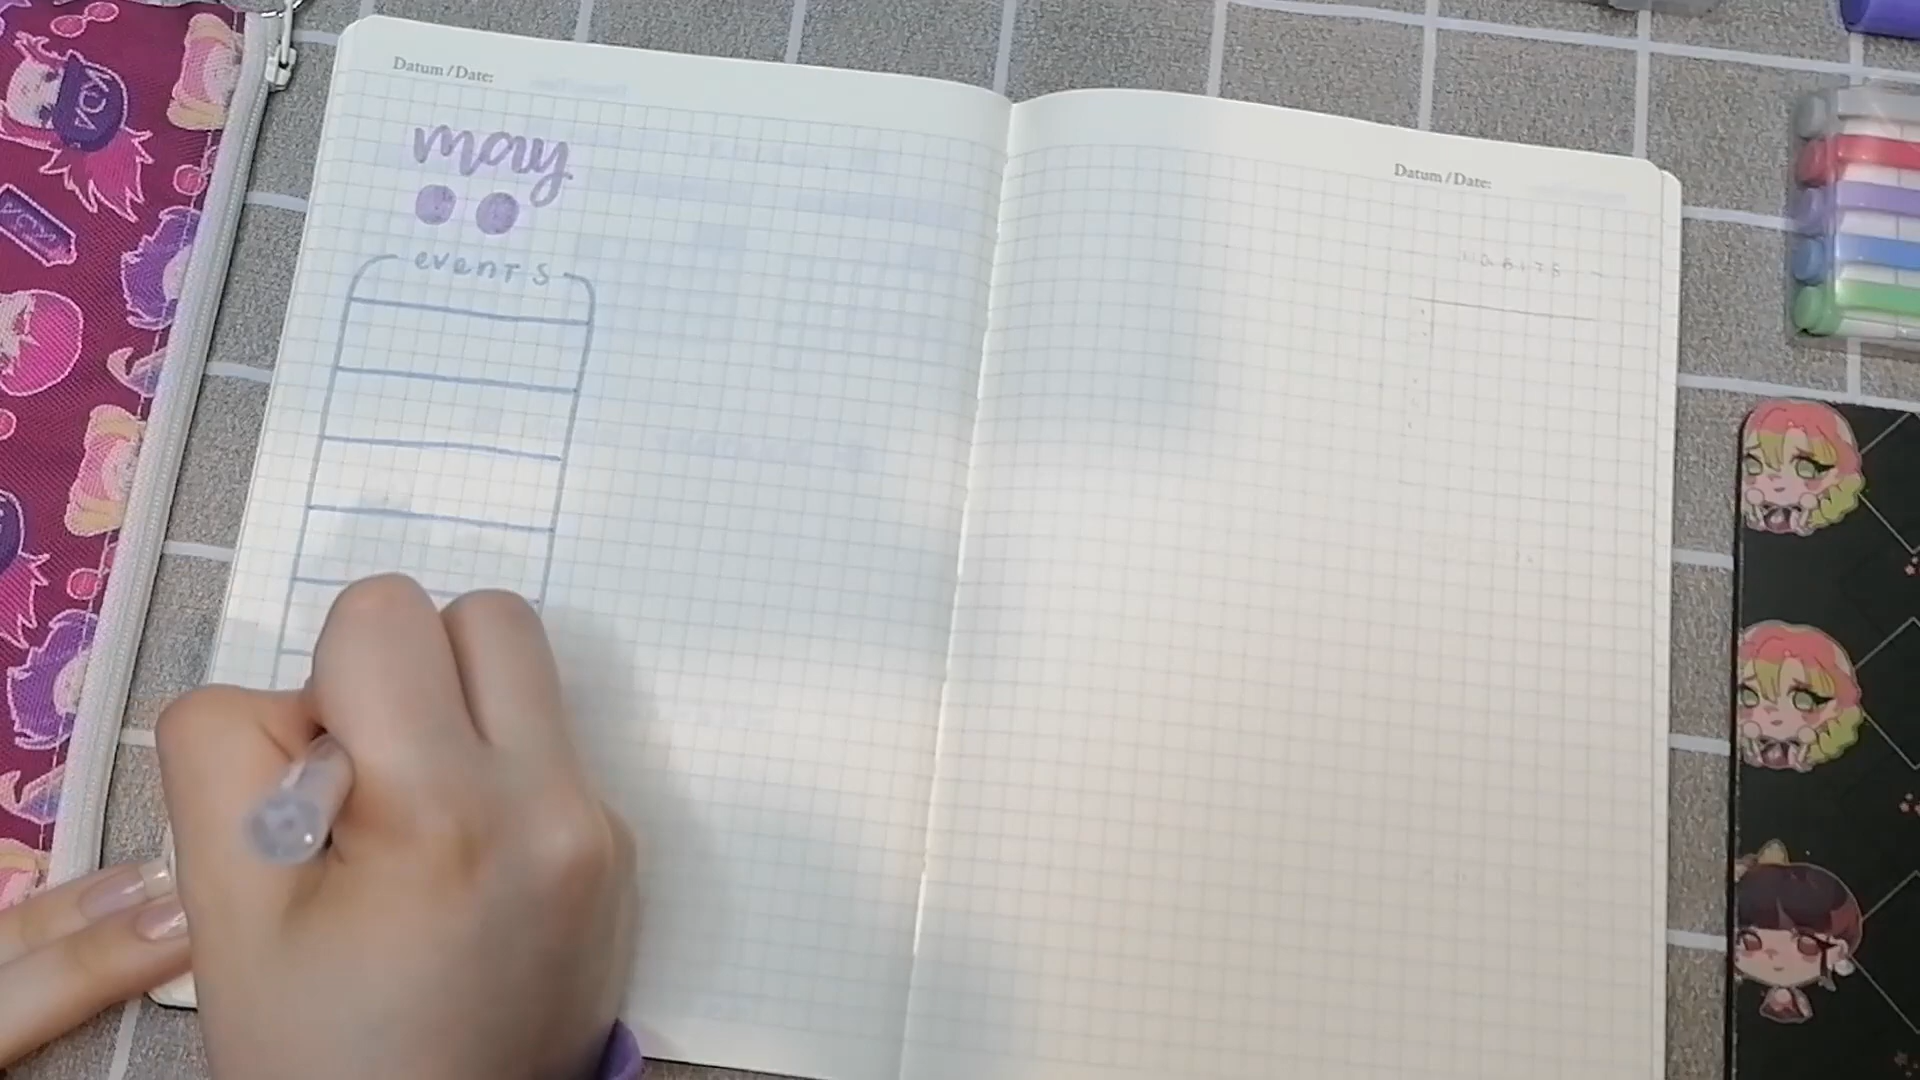 Datum / Date:
may
events
Datum / Date:
habits